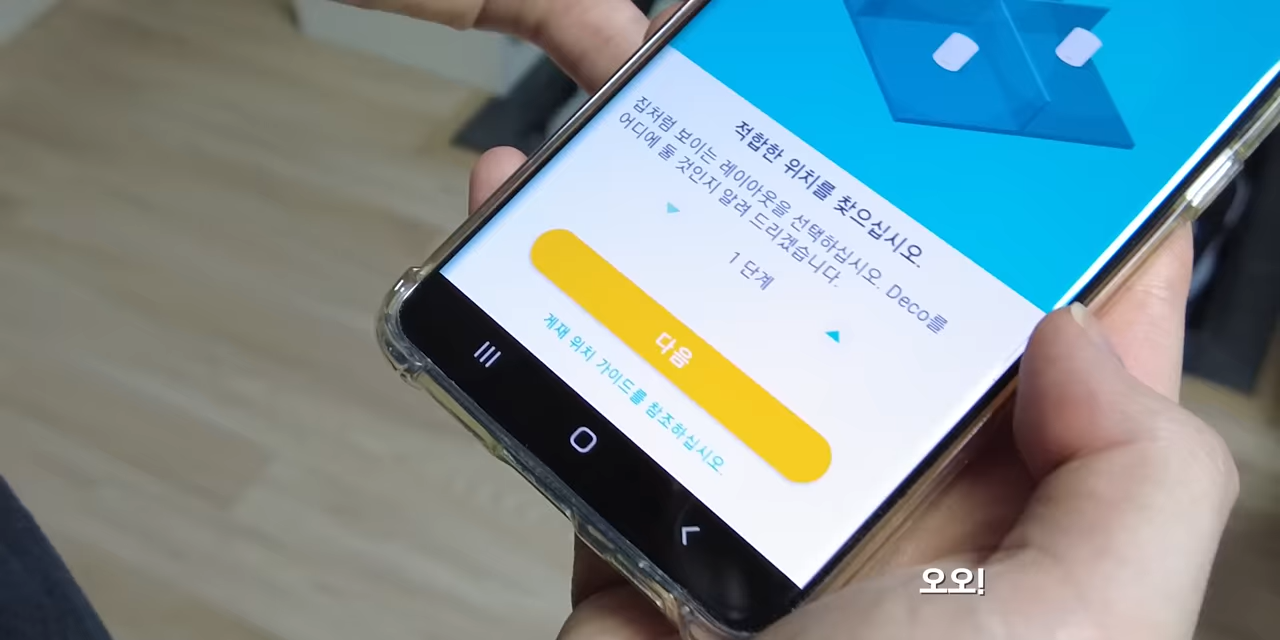 적합한 위치를 찾으십시오.
집처럼 보이는 레이아웃을 선택하십시오. Deco를
어디에 둘 것인지 알려 드리겠습니다.
1 단계
다음
게재 위치 가이드를 참조하십시오.
오오!